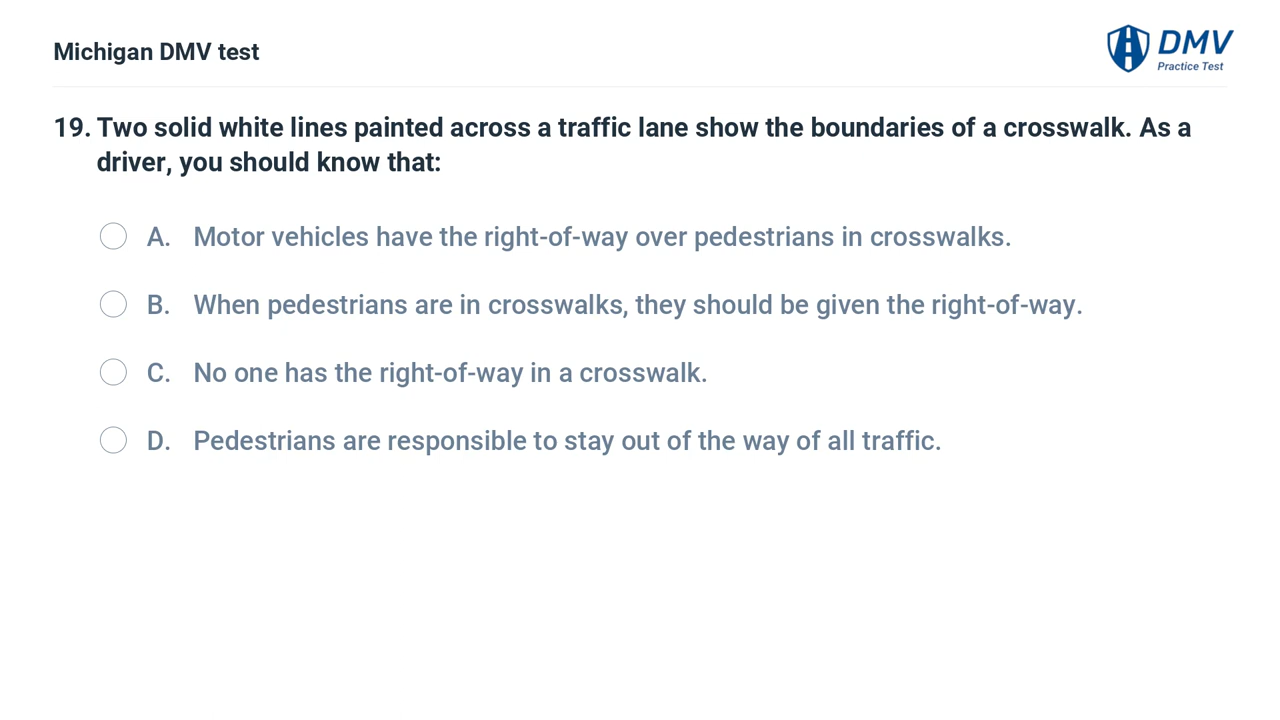 Michigan DMV test
DMV
Practice Test
19. Two solid white lines painted across a traffic lane show the boundaries of a crosswalk. As a
driver, you should know that:
A. Motor vehicles have the right-of-way over pedestrians in crosswalks.
B. When pedestrians are in crosswalks, they should be given the right-of-way.
C. No one has the right-of-way in a crosswalk.
D. Pedestrians are responsible to stay out of the way of all traffic.